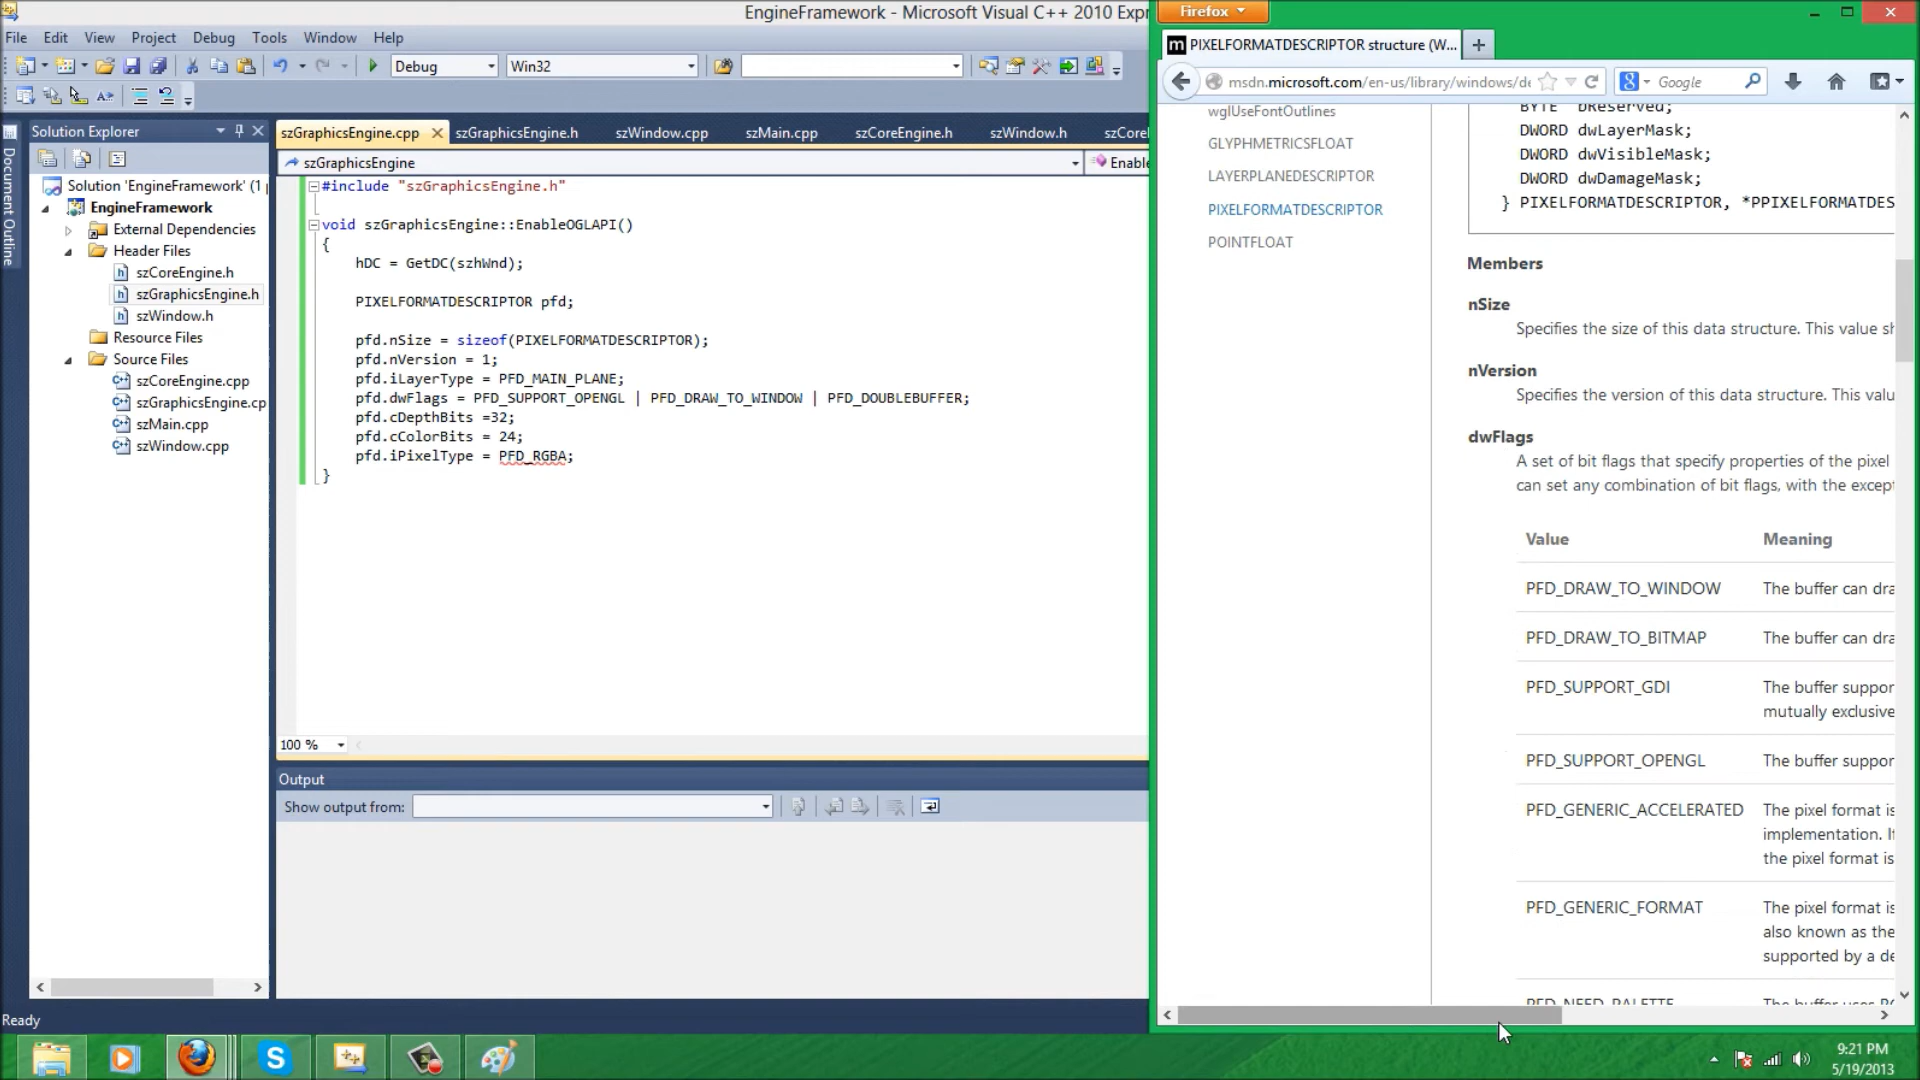 EngineFramework - Microsoft Visual C++ 2010 Expr
File Edit View Project Debug Tools Window Help
Debug
Win32
Solution Explorer
Document Outline
Solution 'EngineFramework' (1 p
EngineFramework
External Dependencies
Header Files
szCoreEngine.h
szGraphicsEngine.h
szWindow.h
Resource Files
Source Files
szCoreEngine.cpp
szGraphicsEngine.cp
szMain.cpp
szWindow.cpp
szGraphicsEngine.cpp szGraphicsEngine.h szWindow.cpp szMain.cpp szCoreEngine.h szWindow.h szCoreI
szGraphicsEngine
Enable
#include "szGraphicsEngine.h"
void szGraphicsEngine::EnableOGLAPI()
{
hDC = GetDC(szhWnd);
PIXELFORMATDESCRIPTOR pfd;
pfd.nSize = sizeof(PIXELFORMATDESCRIPTOR);
pfd.nVersion = 1;
pfd.iLayerType = PFD_MAIN_PLANE;
pfd.dwFlags = PFD_SUPPORT_OPENGL | PFD_DRAW_TO_WINDOW | PFD_DOUBLEBUFFER;
pfd.cDepthBits =32;
pfd.cColorBits = 24;
pfd.iPixelType = PFD_RGBA;
}
100 %
Output
Show output from:
Ready
Firefox
PIXELFORMATDESCRIPTOR structure (W...
msdn.microsoft.com/en-us/library/windows/de
Google
wglUseFontOutlines
GLYPHMETRICSFLOAT
LAYERPLANEDESCRIPTOR
PIXELFORMATDESCRIPTOR
POINTFLOAT
BYTE bReserved;
DWORD dwLayerMask;
DWORD dwVisibleMask;
DWORD dwDamageMask;
} PIXELFORMATDESCRIPTOR, *PPIXELFORMATDES
Members
nSize
Specifies the size of this data structure. This value sh
nVersion
Specifies the version of this data structure. This valu
dwFlags
A set of bit flags that specify properties of the pixel
can set any combination of bit flags, with the except
Value Meaning
PFD_DRAW_TO_WINDOW The buffer can dra
PFD_DRAW_TO_BITMAP The buffer can dra
PFD_SUPPORT_GDI The buffer suppor
mutually exclusive
PFD_SUPPORT_OPENGL The buffer suppor
PFD_GENERIC_ACCELERATED The pixel format is
implementation. If
the pixel format is
PFD_GENERIC_FORMAT The pixel format is
also known as the
supported by a de
PFD_NEED_PALETTE The buffer uses RG
9:21 PM
5/19/2013